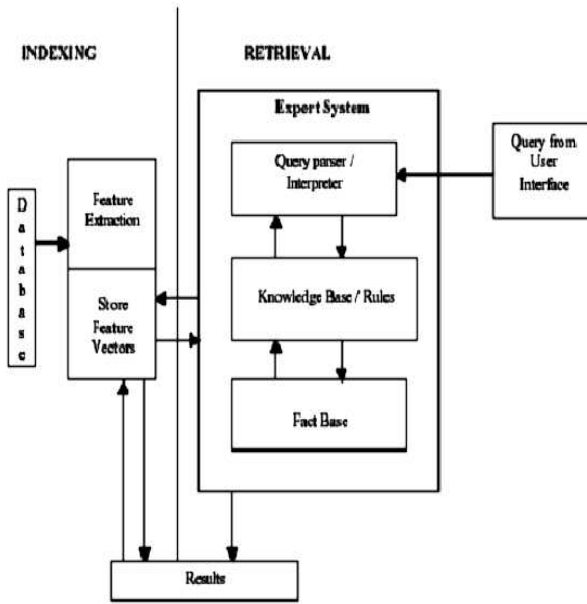 INDEXING
RETRIEVAL
Expert System
Query parser /
Interpreter
Query from
User
Interface
Database
Feature
Extraction
Store
Feature
Vectors
Knowledge Base / Rules
Fact Base
Results